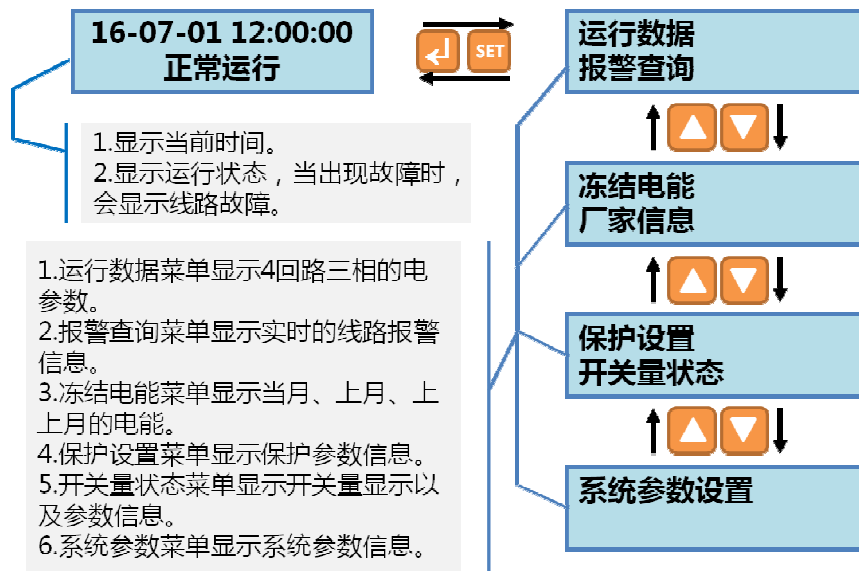 16-07-01 12:00:00
正常运行
SET
运行数据
报警查询
1.显示当前时间。
2.显示运行状态，当出现故障时，
会显示线路故障。
冻结电能
厂家信息
1.运行数据菜单显示4回路三相的电
参数。
2.报警查询菜单显示实时的线路报警
信息。
3.冻结电能菜单显示当月、上月、上
上月的电能。
4.保护设置菜单显示保护参数信息。
5.开关量状态菜单显示开关量显示以
及参数信息。
6.系统参数菜单显示系统参数信息。
保护设置
开关量状态
系统参数设置